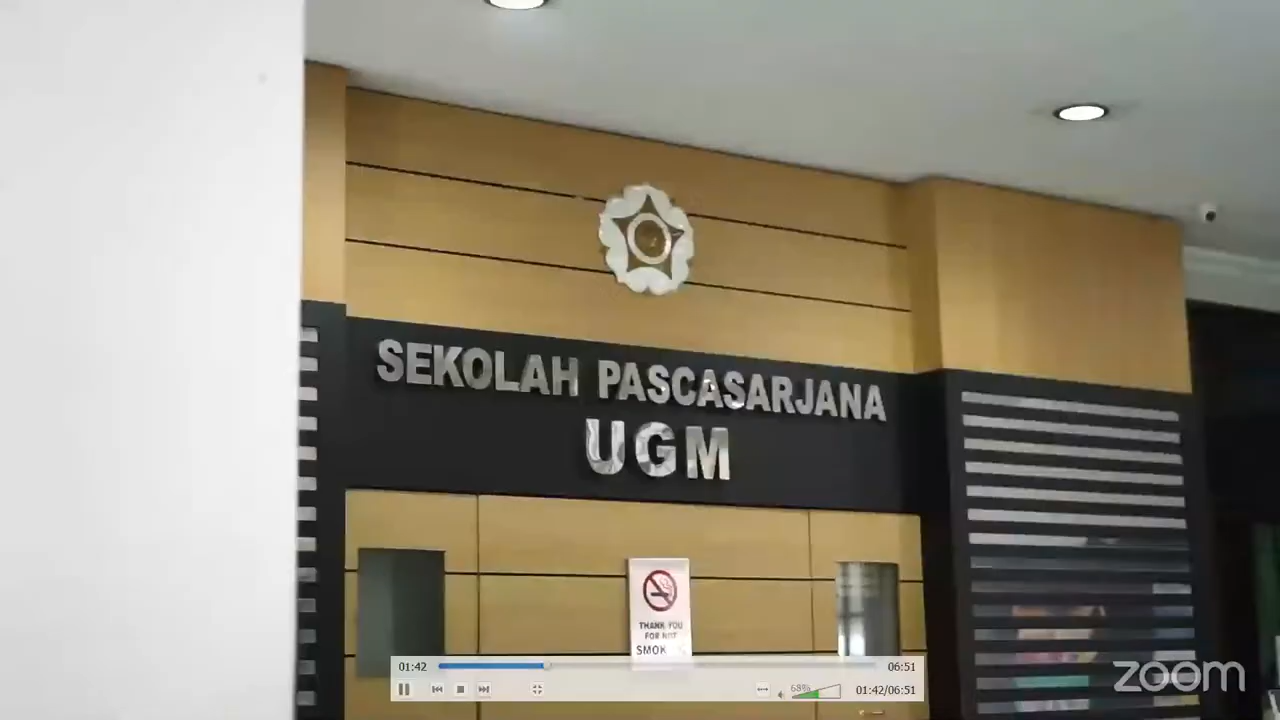 SEKOLAH PASCASARJANA
UGM
THANK YOU
FOR NOT
SMOK
01:42
06:51
68%
01:42/06:51
zoom